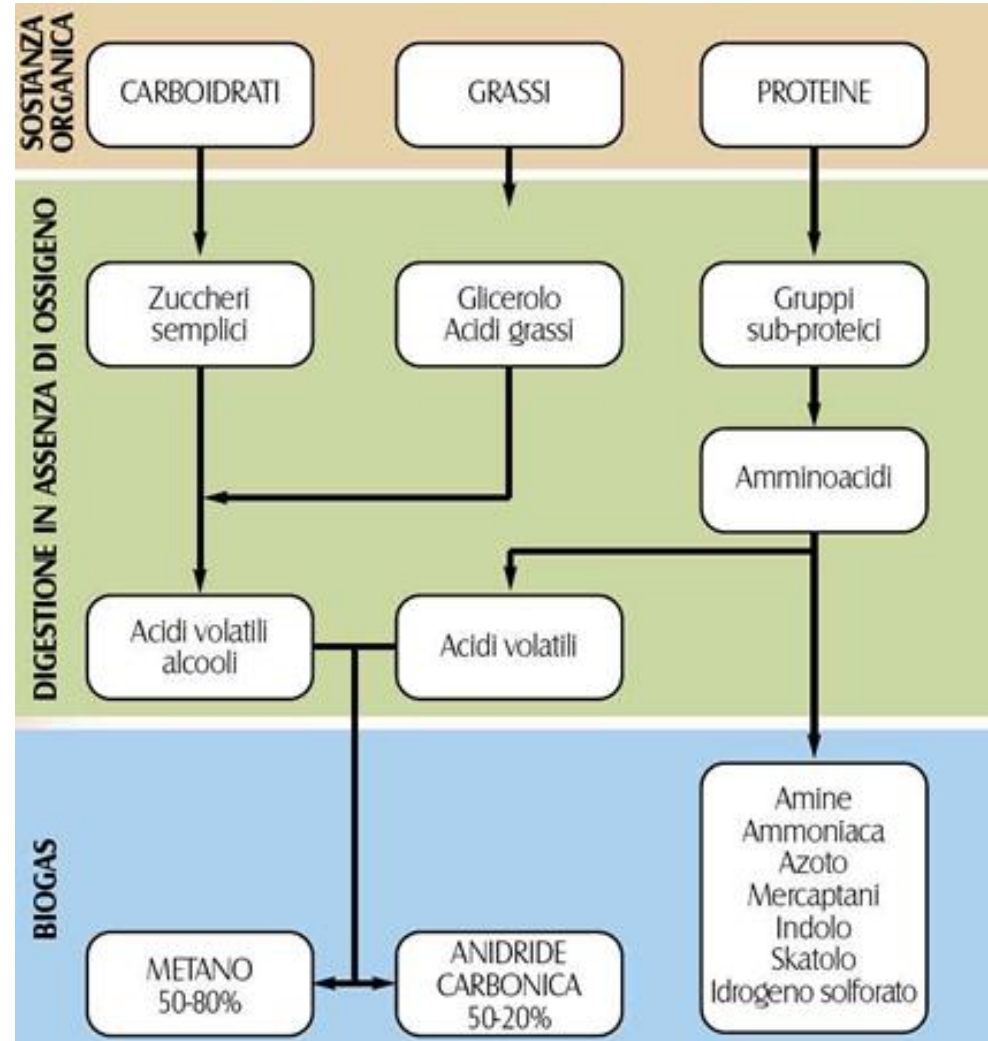 SOSTANZA
ORGANICA
CARBOIDRATI
GRASSI
PROTEINE
DIGESTIONE IN ASSENZA DI OSSIGENO
Zuccheri
semplici
Glicerolo
Acidi grassi
Gruppi
sub-proteici
Amminoacidi
Acidi volatili
alcooli
Acidi volatili
BIOGAS
METANO
50-80%
ANIDRIDE
CARBONICA
50-20%
Amine
Ammoniaca
Azoto
Mercaptani
Indolo
Skatolo
Idrogeno solforato